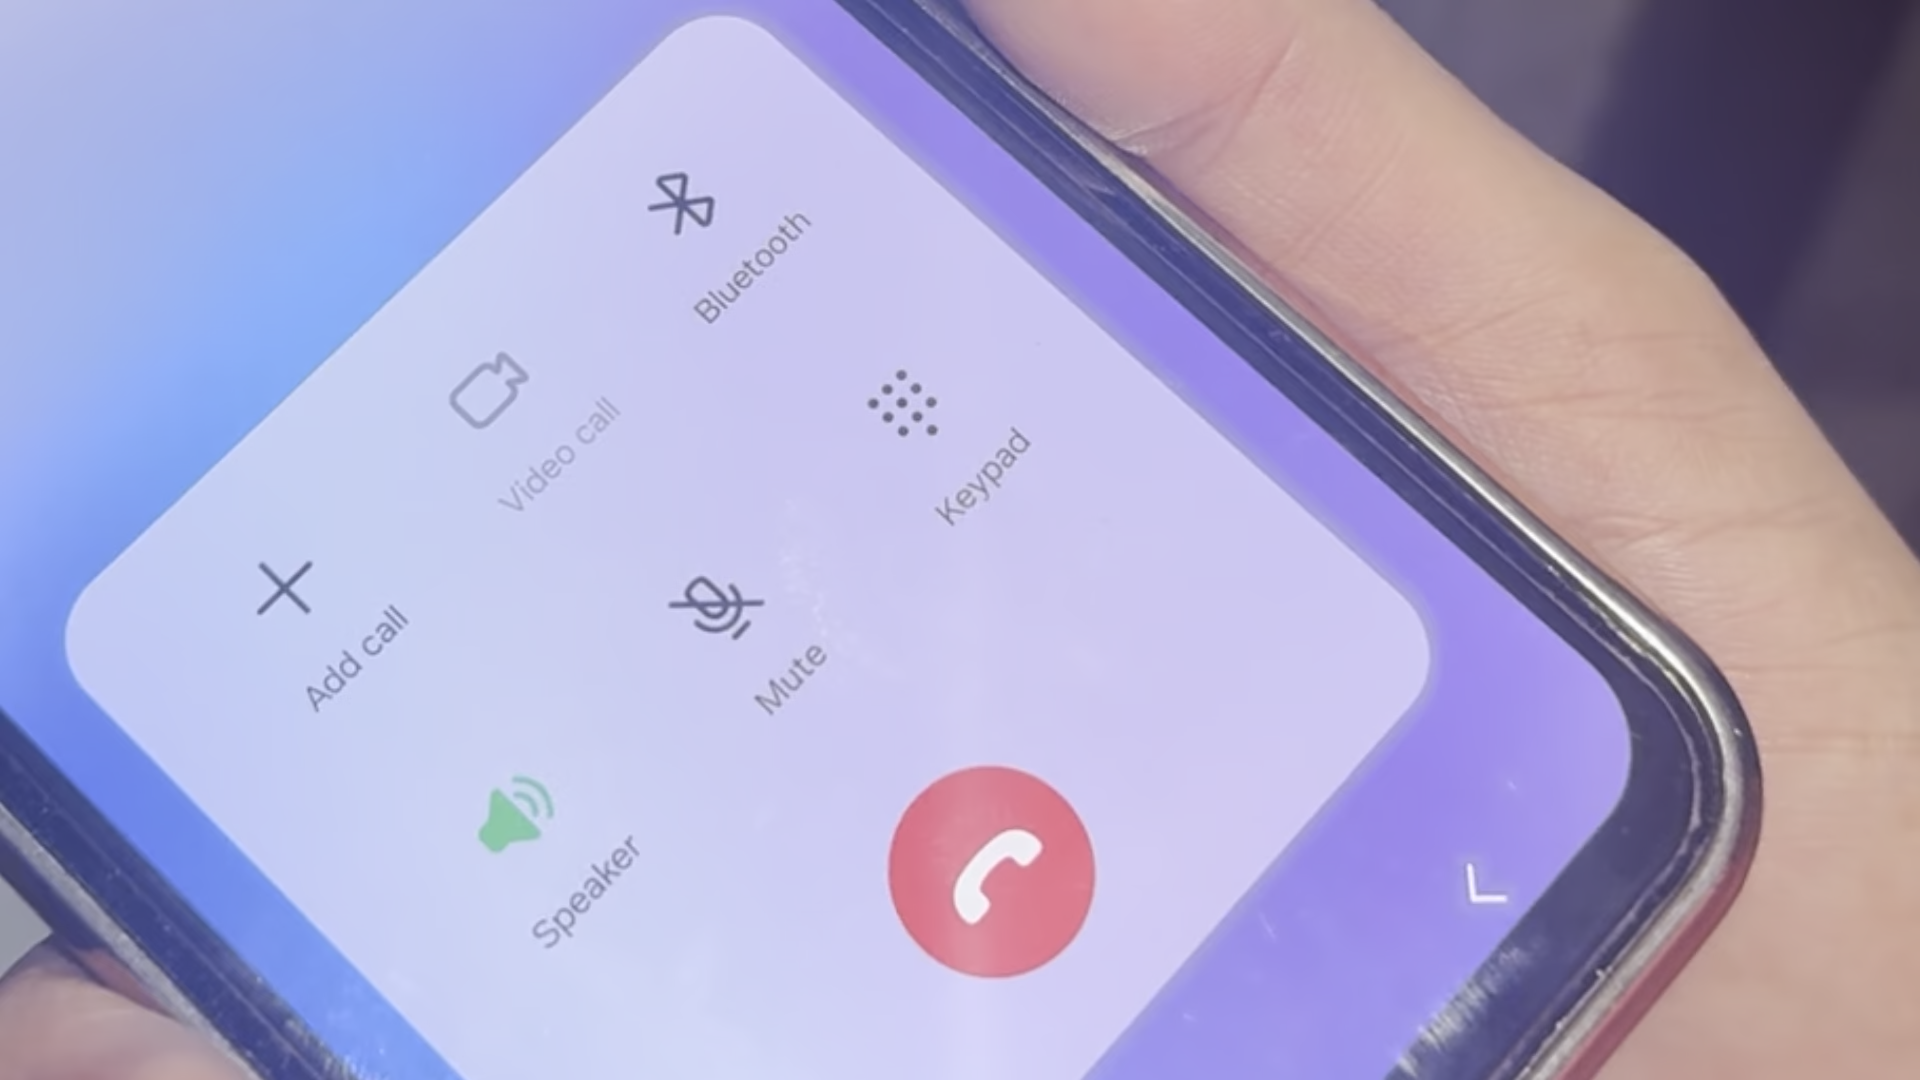 Add call
Video call
Bluetooth
Speaker
Mute
Keypad